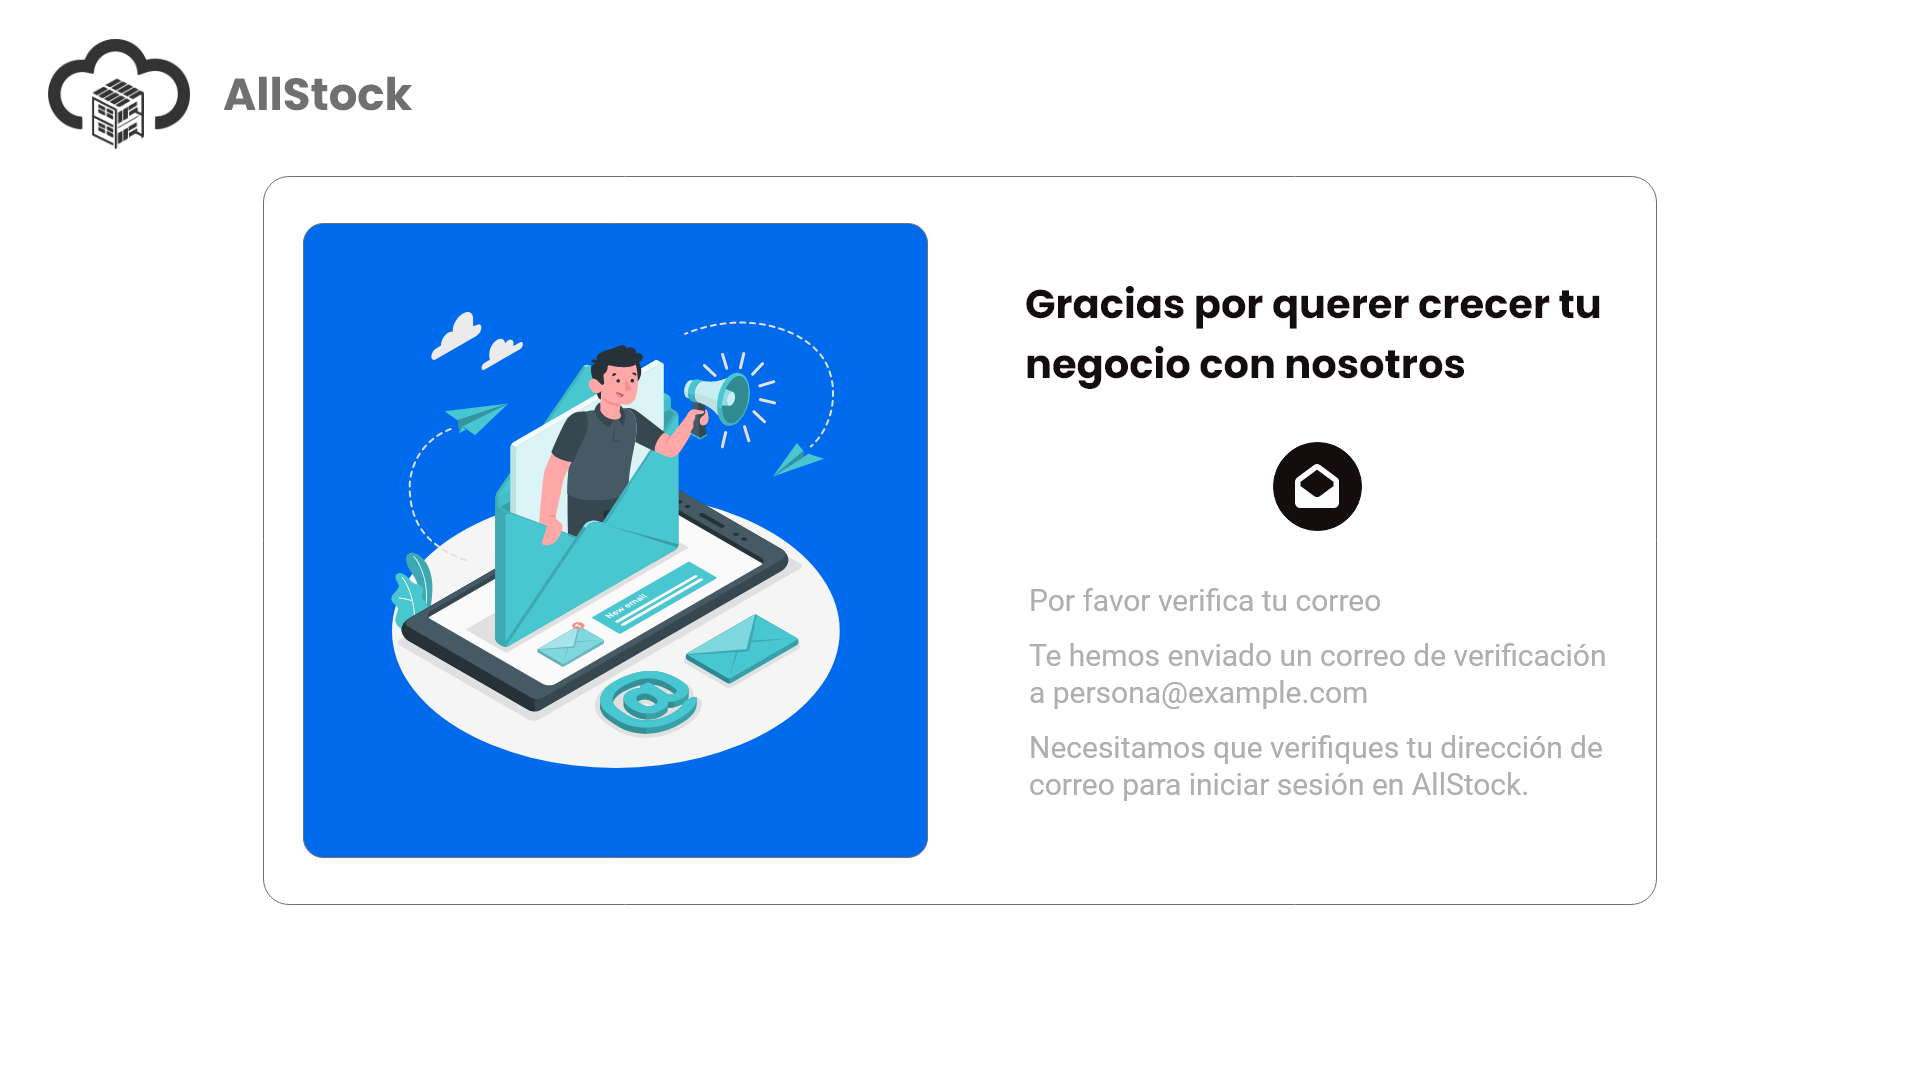 AllStock
Gracias por querer crecer tu
negocio con nosotros
New email
Por favor verifica tu correo
Te hemos enviado un correo de verificación
a persona@example.com
Necesitamos que verifiques tu dirección de
correo para iniciar sesión en AllStock.